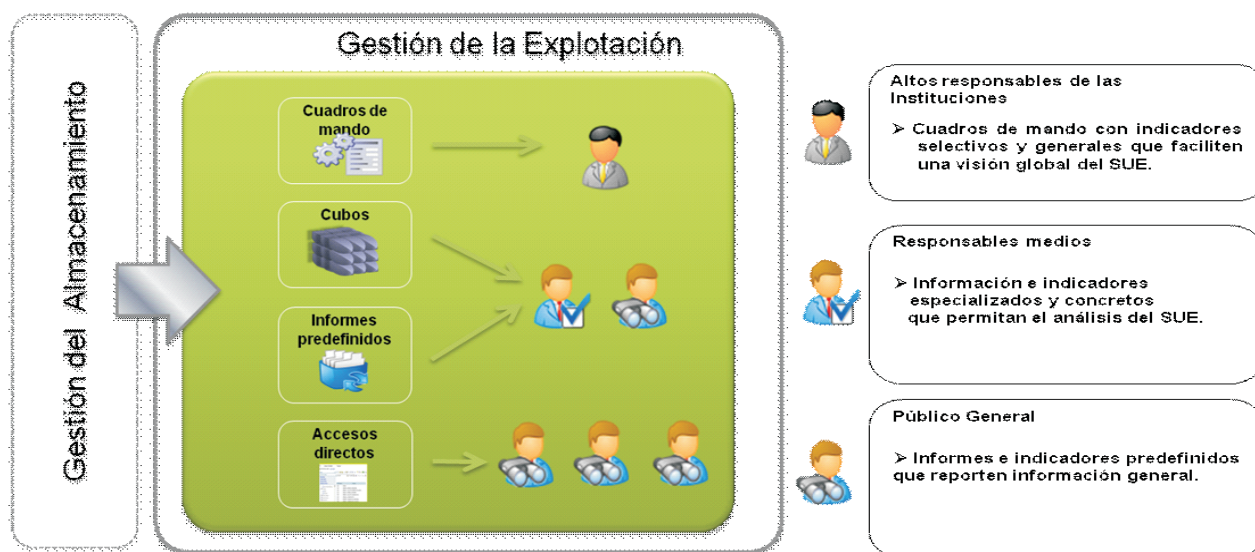 Gestión del Almacenamiento
Gestión de la Explotación
Cuadros de
mando
Cubos
Informes
predefinidos
Accesos
directos
Altos responsables de las
Instituciones
➢ Cuadros de mando con indicadores
selectivos y generales que faciliten
una visión global del SUE.
Responsables medios
➢ Información e indicadores
especializados y concretos
que permitan el análisis del SUE.
Público General
➢ Informes e indicadores predefinidos
que reporten información general.